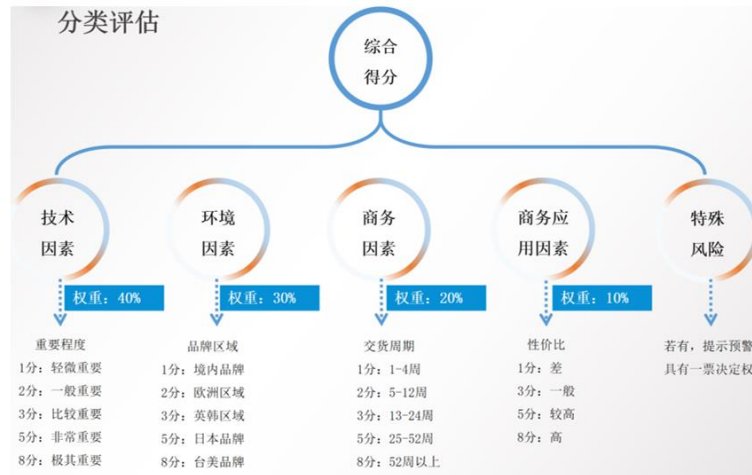 分类评估
综合
得分
技术
因素
环境
因素
商务
因素
商务应
用因素
特殊
风险
权重：40%
权重：30%
权重：20%
权重：10%
重要程度
1分：轻微重要
2分：一般重要
3分：比较重要
5分：非常重要
8分：极其重要
品牌区域
1分：境内品牌
2分：欧洲区域
3分：英韩区域
5分：日本品牌
8分：台美品牌
交货周期
1分：1-4周
2分：5-12周
3分：13-24周
5分：25-52周
8分：52周以上
性价比
1分：差
3分：一般
5分：较高
8分：高
若有，提示预警
具有一票决定权